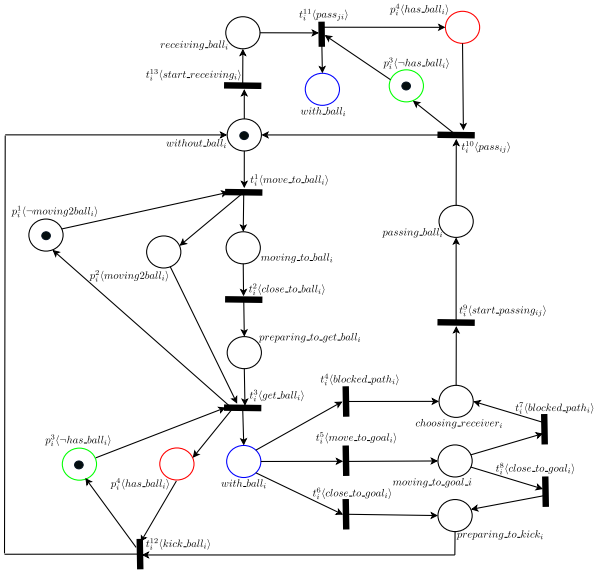 t_i^{11}⟨pass_{ji}⟩
p_i^4⟨has_ball_i⟩
receiving_ball_i
p_i^3⟨¬has_ball_i⟩
t_i^{13}⟨start_receiving_i⟩
with_ball_i
without_ball_i
t_i^{10}⟨pass_{ij}⟩
t_i^1⟨move_to_ball_i⟩
p_i^1⟨¬moving2ball_i⟩
passing_ball_i
moving_to_ball_i
p_i^2⟨moving2ball_i⟩
t_i^2⟨close_to_ball_i⟩
t_i^9⟨start_passing_{ij}⟩
preparing_to_get_ball_i
t_i^4⟨blocked_path_i⟩
t_i^3⟨get_ball_i⟩
t_i^7⟨blocked_path_i⟩
choosing_receiver_i
p_i^3⟨¬has_ball_i⟩
t_i^5⟨move_to_goal_i⟩
t_i^8⟨close_to_goal_i⟩
p_i^4⟨has_ball_i⟩
with_ball_i
moving_to_goal_i
t_i^6⟨close_to_goal_i⟩
preparing_to_kick_i
t_i^{12}⟨kick_ball_i⟩